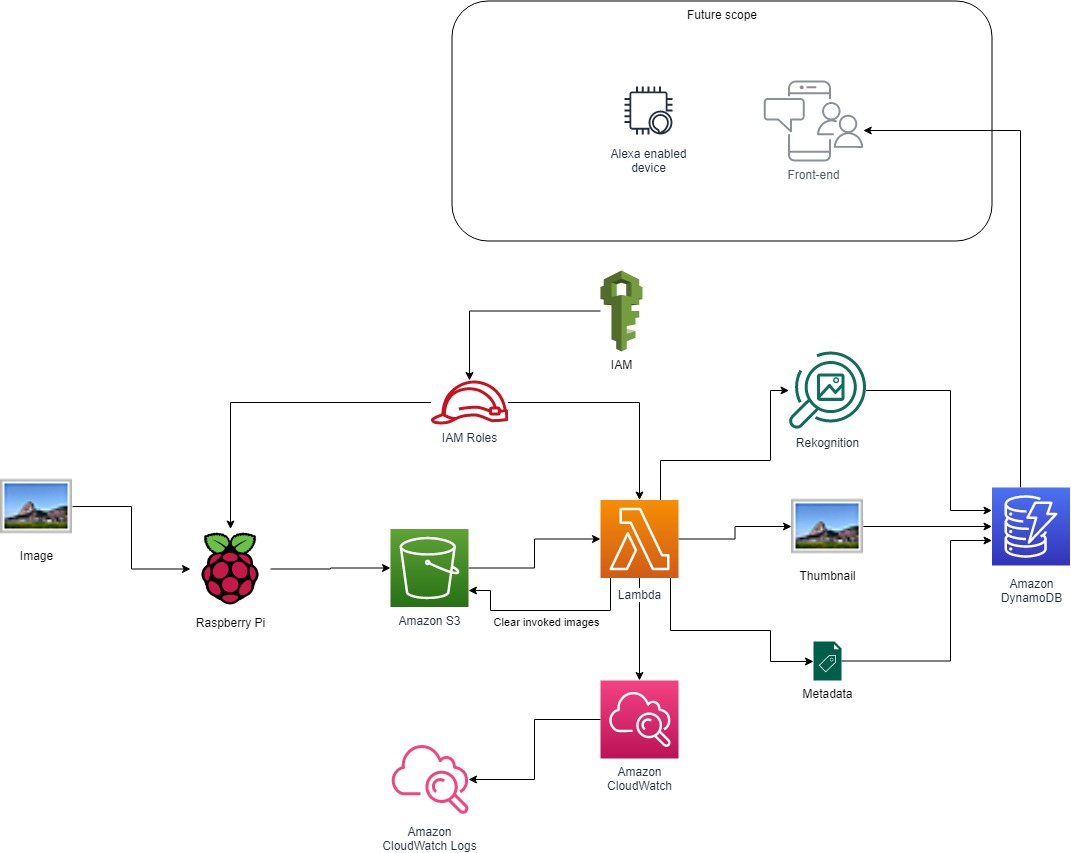 Future scope
Alexa enabled
device
Front-end
IAM
IAM Roles
Rekognition
Image
Raspberry Pi
Amazon S3
Clear invoked images
Lambda
Thumbnail
Amazon
DynamoDB
Metadata
Amazon
CloudWatch
Amazon
CloudWatch Logs